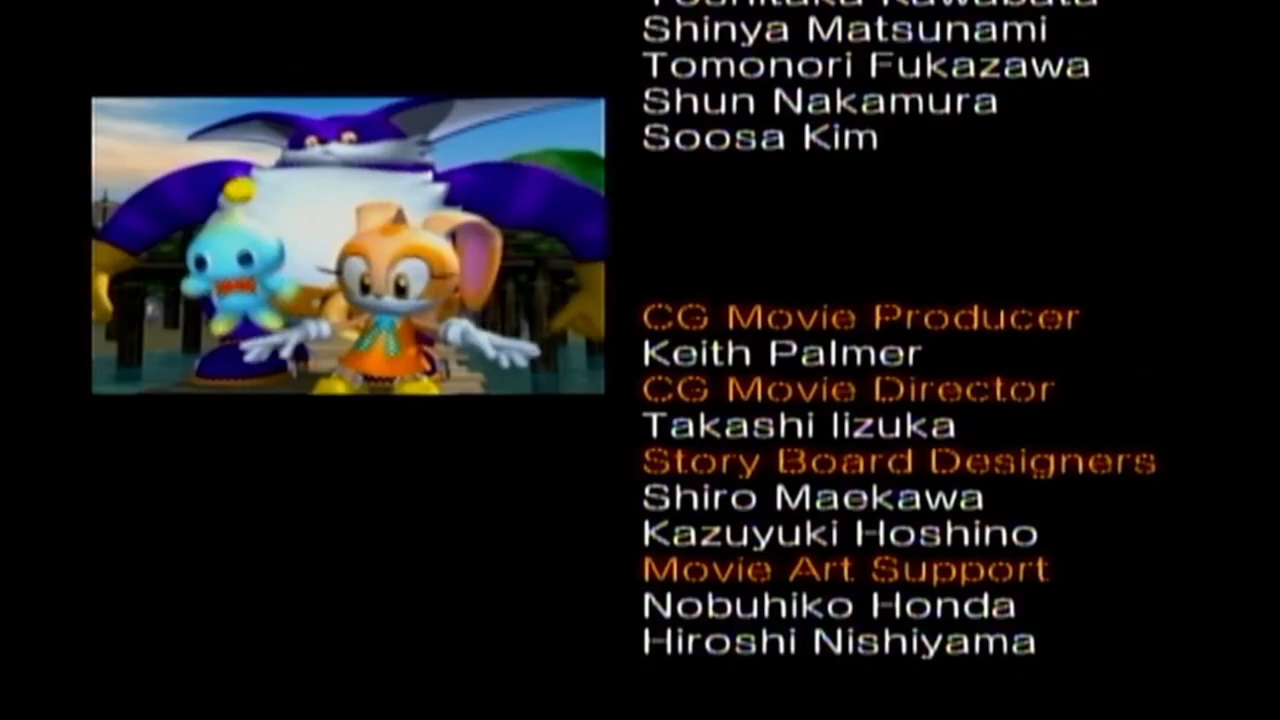 Shinya Matsunami
Tomonori Fukazawa
Shun Nakamura
Soosa Kim
CG Movie Producer
Keith Palmer
CG Movie Director
Takashi Iizuka
Story Board Designers
Shiro Maekawa
Kazuyuki Hoshino
Movie Art Support
Nobuhiko Honda
Hiroshi Nishiyama